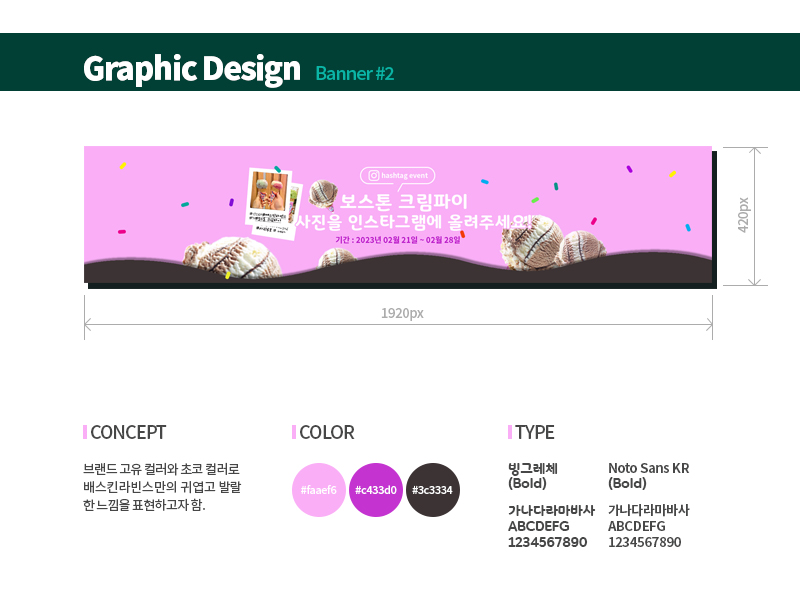 Graphic Design Banner #2
hashtag event
보스톤 크림파이
사진을 인스타그램에 올려주세요!
기간 : 2023년 02월 21일 ~ 02월 28일
420px
1920px
CONCEPT
브랜드 고유 컬러와 초코 컬러로
배스킨라빈스만의 귀엽고 발랄
한 느낌을 표현하고자 함.
COLOR
#faaef6 #c433d0 #3c3334
TYPE
빙그레체
(Bold)
가나다라마바사
ABCDEFG
1234567890
Noto Sans KR
(Bold)
가나다라마바사
ABCDEFG
1234567890